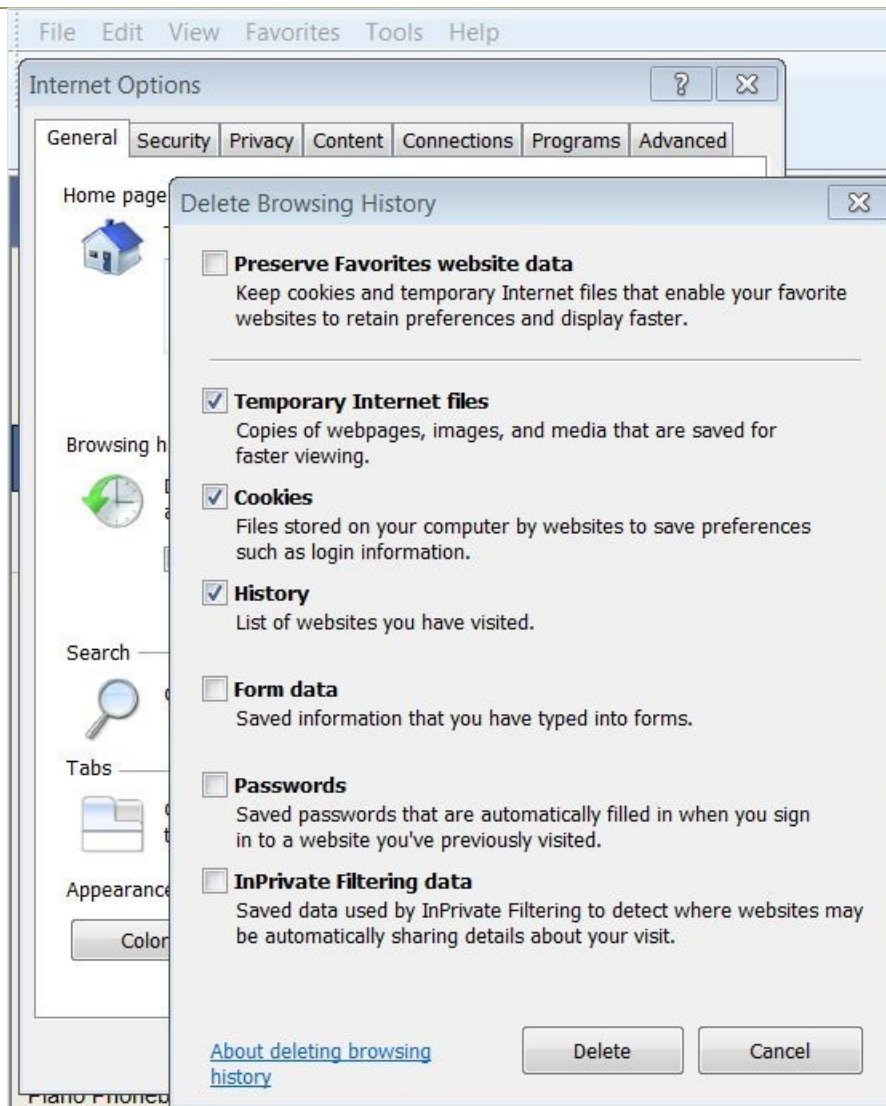 File Edit View Favorites Tools Help
Internet Options
General Security Privacy Content Connections Programs Advanced
Home page
Delete Browsing History
Preserve Favorites website data
Keep cookies and temporary Internet files that enable your favorite
websites to retain preferences and display faster.
Temporary Internet files
Copies of webpages, images, and media that are saved for
faster viewing.
Browsing h
Cookies
Files stored on your computer by websites to save preferences
such as login information.
History
List of websites you have visited.
Search
Form data
Saved information that you have typed into forms.
Tabs
Passwords
Saved passwords that are automatically filled in when you sign
in to a website you've previously visited.
InPrivate Filtering data
Appearance
Saved data used by InPrivate Filtering to detect where websites may
be automatically sharing details about your visit.
Color
About deleting browsing
history
Delete Cancel